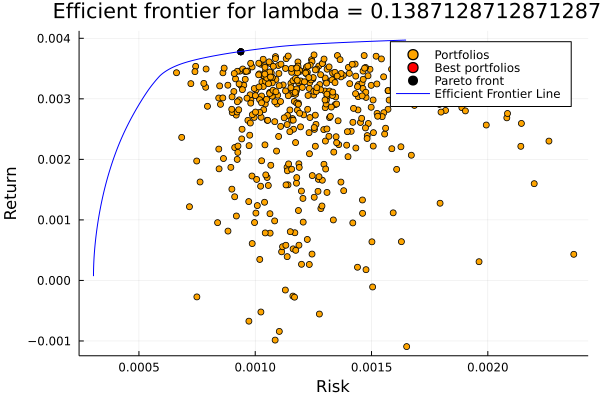 Efficient frontier for lambda = 0.1387128712871287
0.004
0.003
0.002
0.001
0.000
−0.001
Return
Portfolios
Best portfolios
Pareto front
Efficient Frontier Line
0.0005
0.0010
0.0015
0.0020
Risk